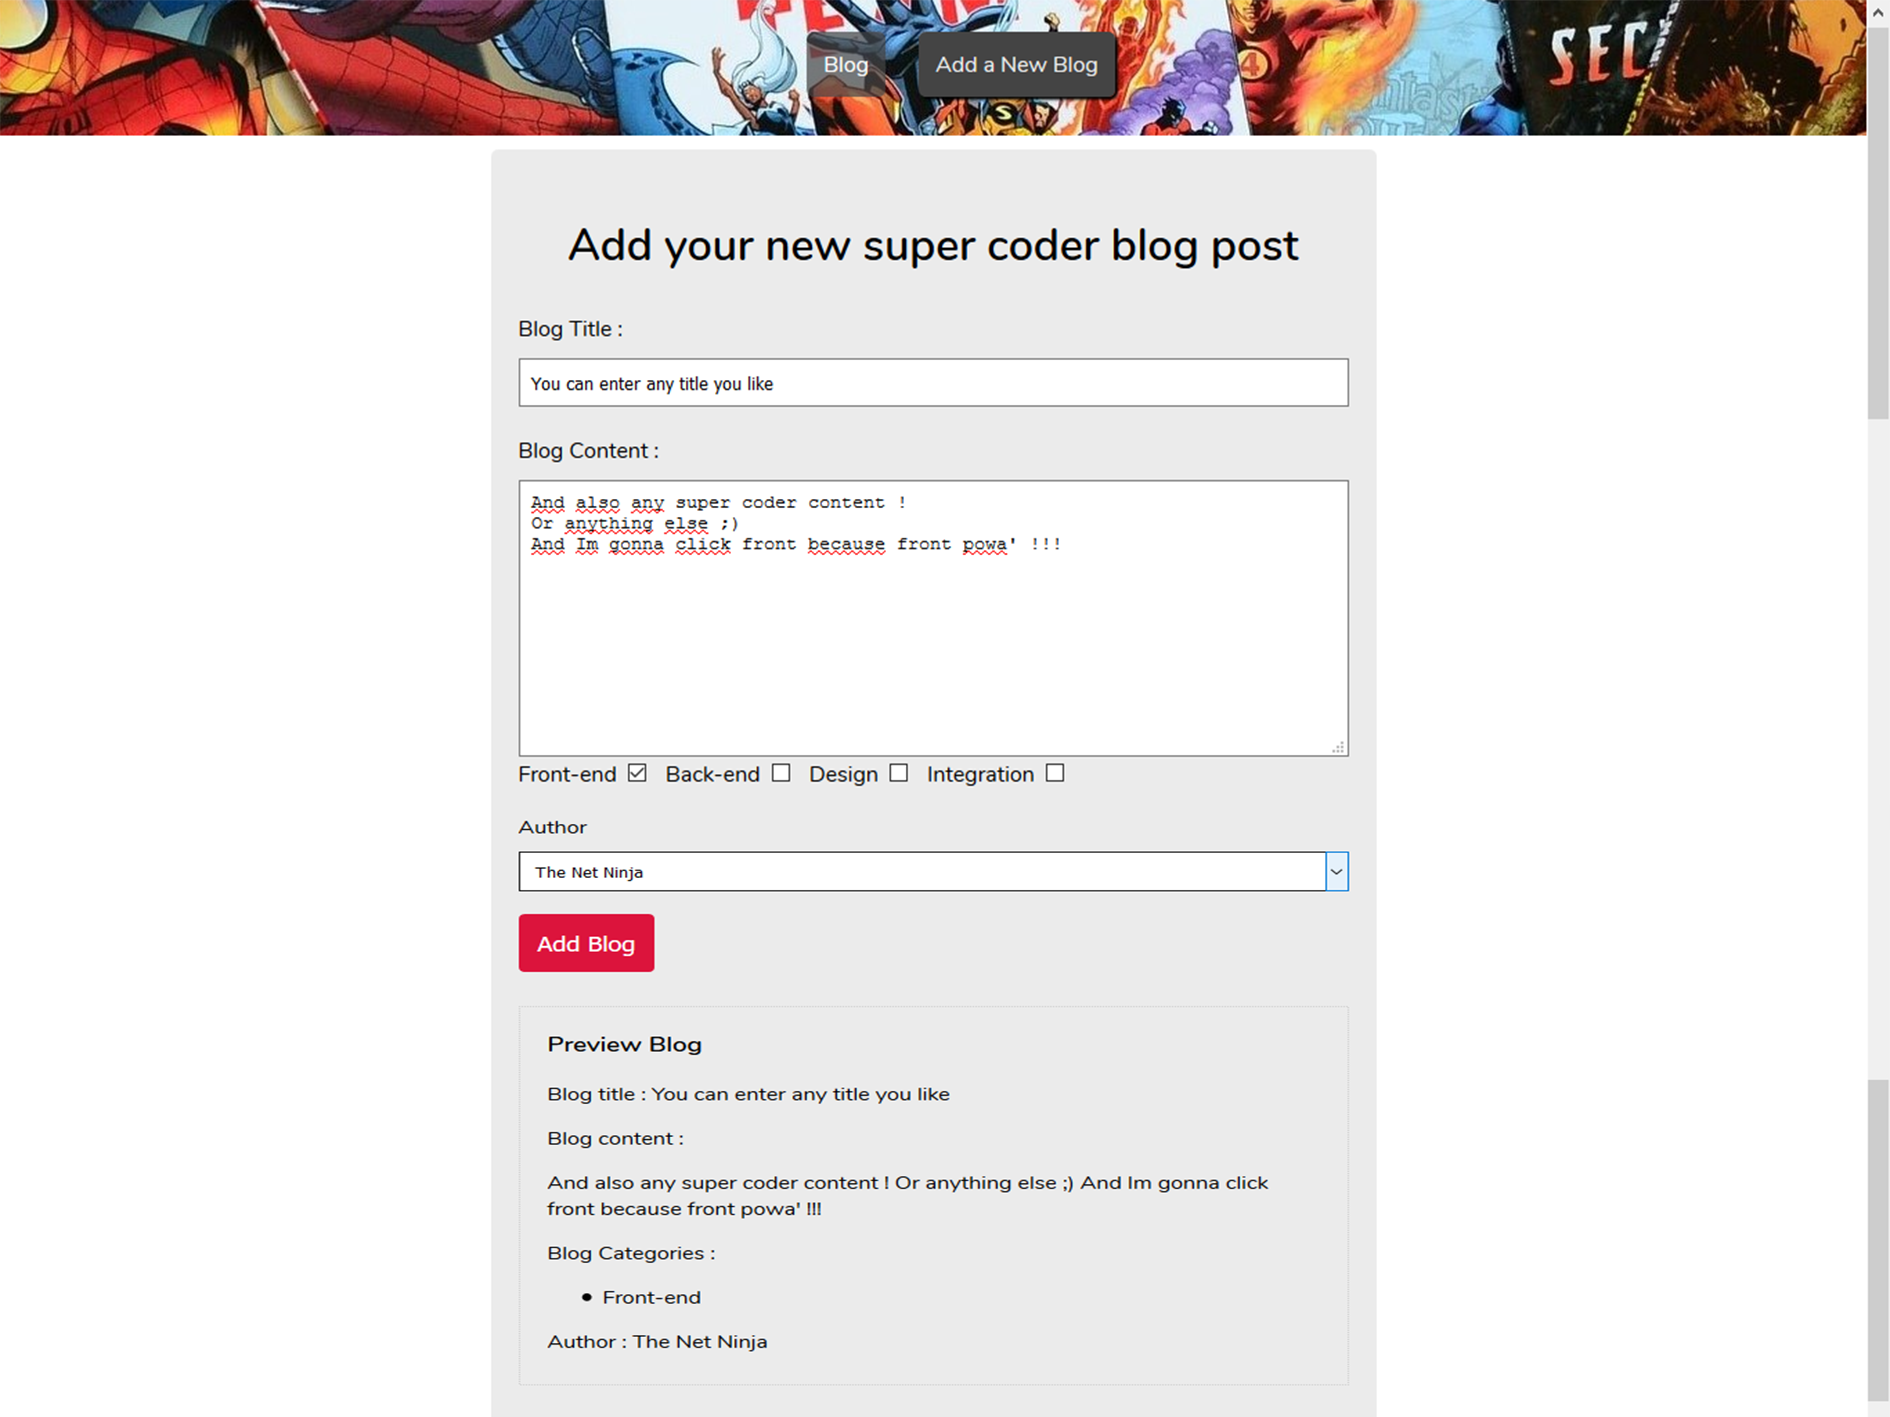 SEC
Blog
Add a New Blog
4
S
Add your new super coder blog post
Blog Title :
You can enter any title you like
Blog Content :
And also any super coder content !
Or anything else ;)
And Im gonna click front because front powa' !!!
Front-end Back-end Design Integration
Author
The Net Ninja
Add Blog
Preview Blog
Blog title : You can enter any title you like
Blog content :
And also any super coder content ! Or anything else ;) And Im gonna click
front because front powa' !!!
Blog Categories :
• Front-end
Author : The Net Ninja